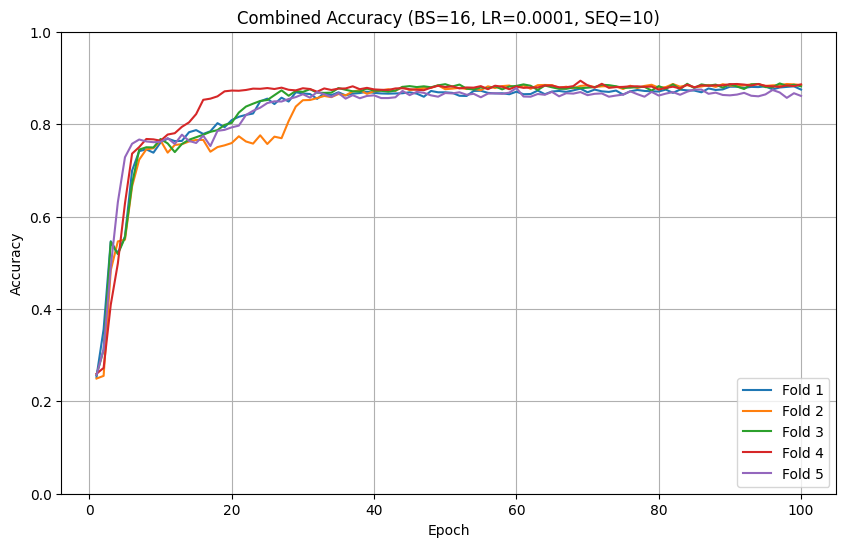 Combined Accuracy (BS=16, LR=0.0001, SEQ=10)
Accuracy
1.0
0.8
0.6
0.4
0.2
0.0
0
20
40
60
80
100
Epoch
Fold 1
Fold 2
Fold 3
Fold 4
Fold 5